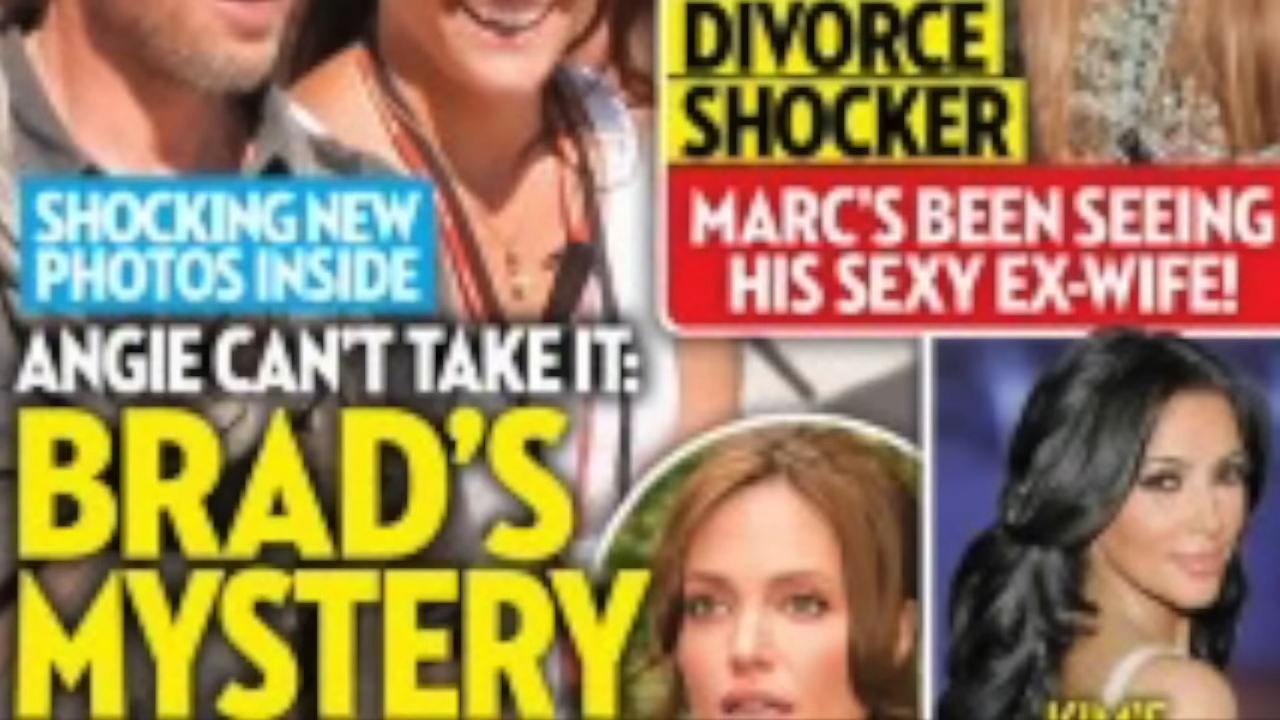 DIVORCE
SHOCKER
MARC'S BEEN SEEING
HIS SEXY EX-WIFE!
SHOCKING NEW
PHOTOS INSIDE
ANGIE CAN'T TAKE IT:
BRAD'S
MYSTERY
KIM'S